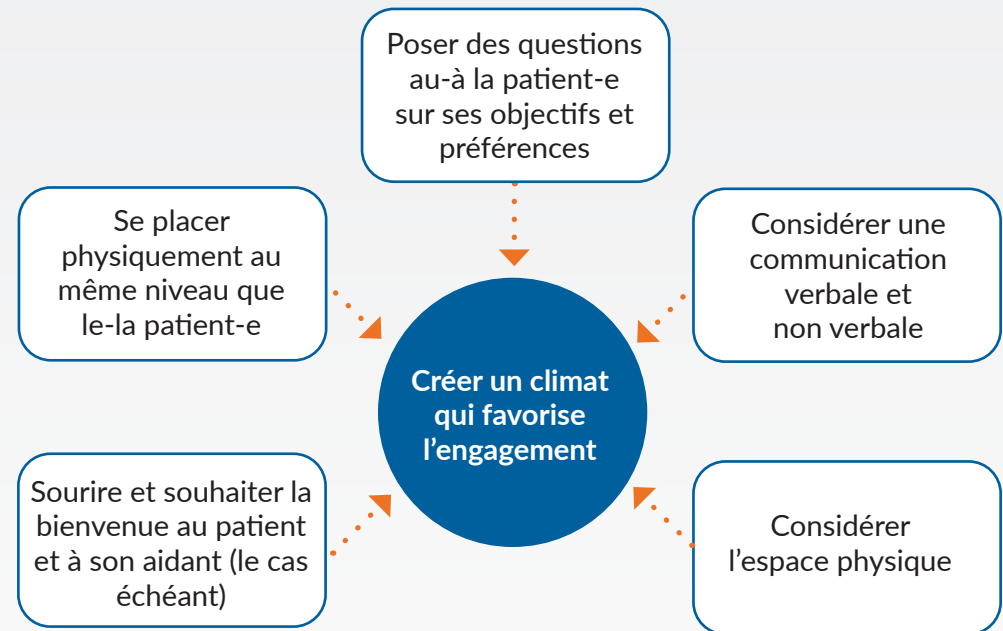 Poser des questions
au-à la patient-e
sur ses objectifs et
préférences
Se placer
physiquement au
même niveau que
le-la patient-e
Considérer une
communication
verbale et
non verbale
Créer un climat
qui favorise
l’engagement
Sourire et souhaiter la
bienvenue au patient
et à son aidant (le cas
échéant)
Considérer
l’espace physique